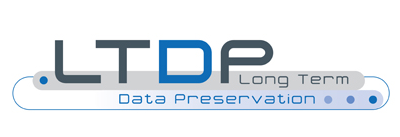 LTDP
Long Term
Data Preservation